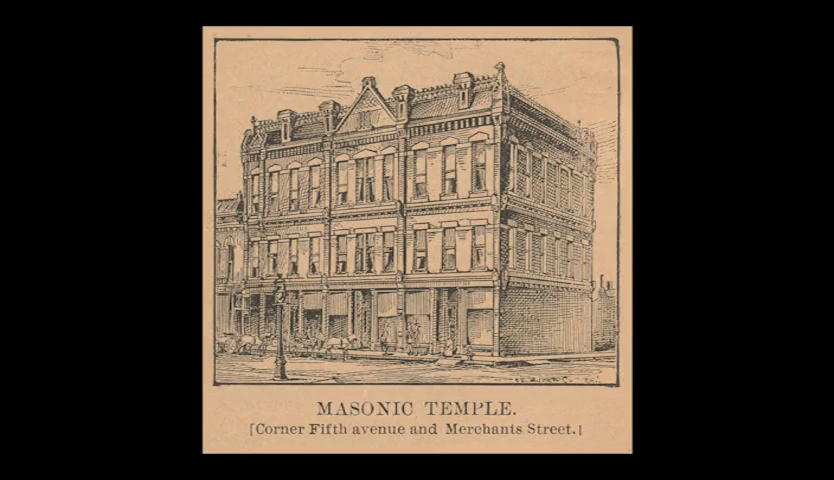 MASONIC TEMPLE.
[Corner Fifth avenue and Merchants Street.]